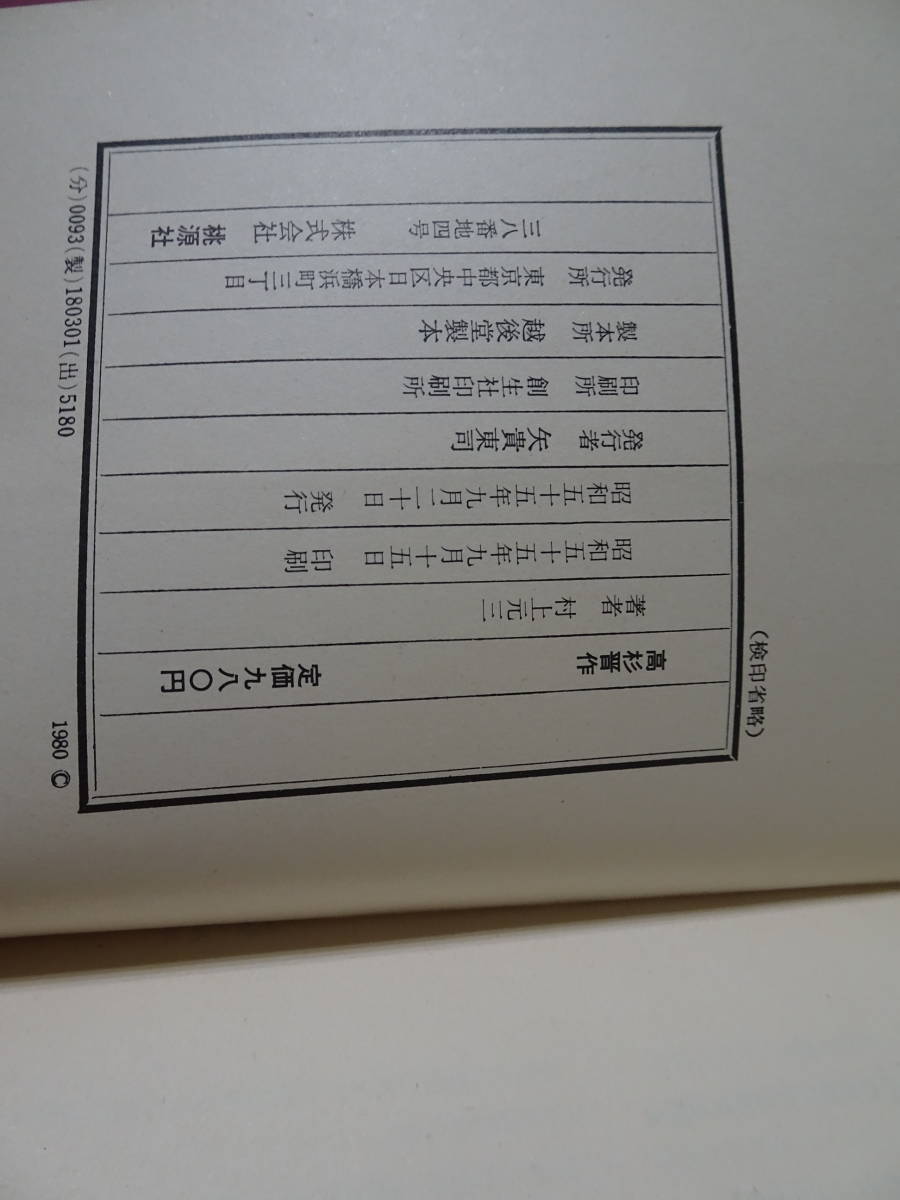 (検印省略)
高杉晋作 定価九八〇円
著者 村上元三
昭和五十五年九月十五日 印刷
昭和五十五年九月二十日 発行
発行者 矢貴東司
印刷所 創生社印刷所
製本所 越後堂製本
発行所 東京都中央区日本橋浜町三丁目
三八番地四号 株式会社 桃源社
(分)0093(製)180301(出)5180
1980 ©